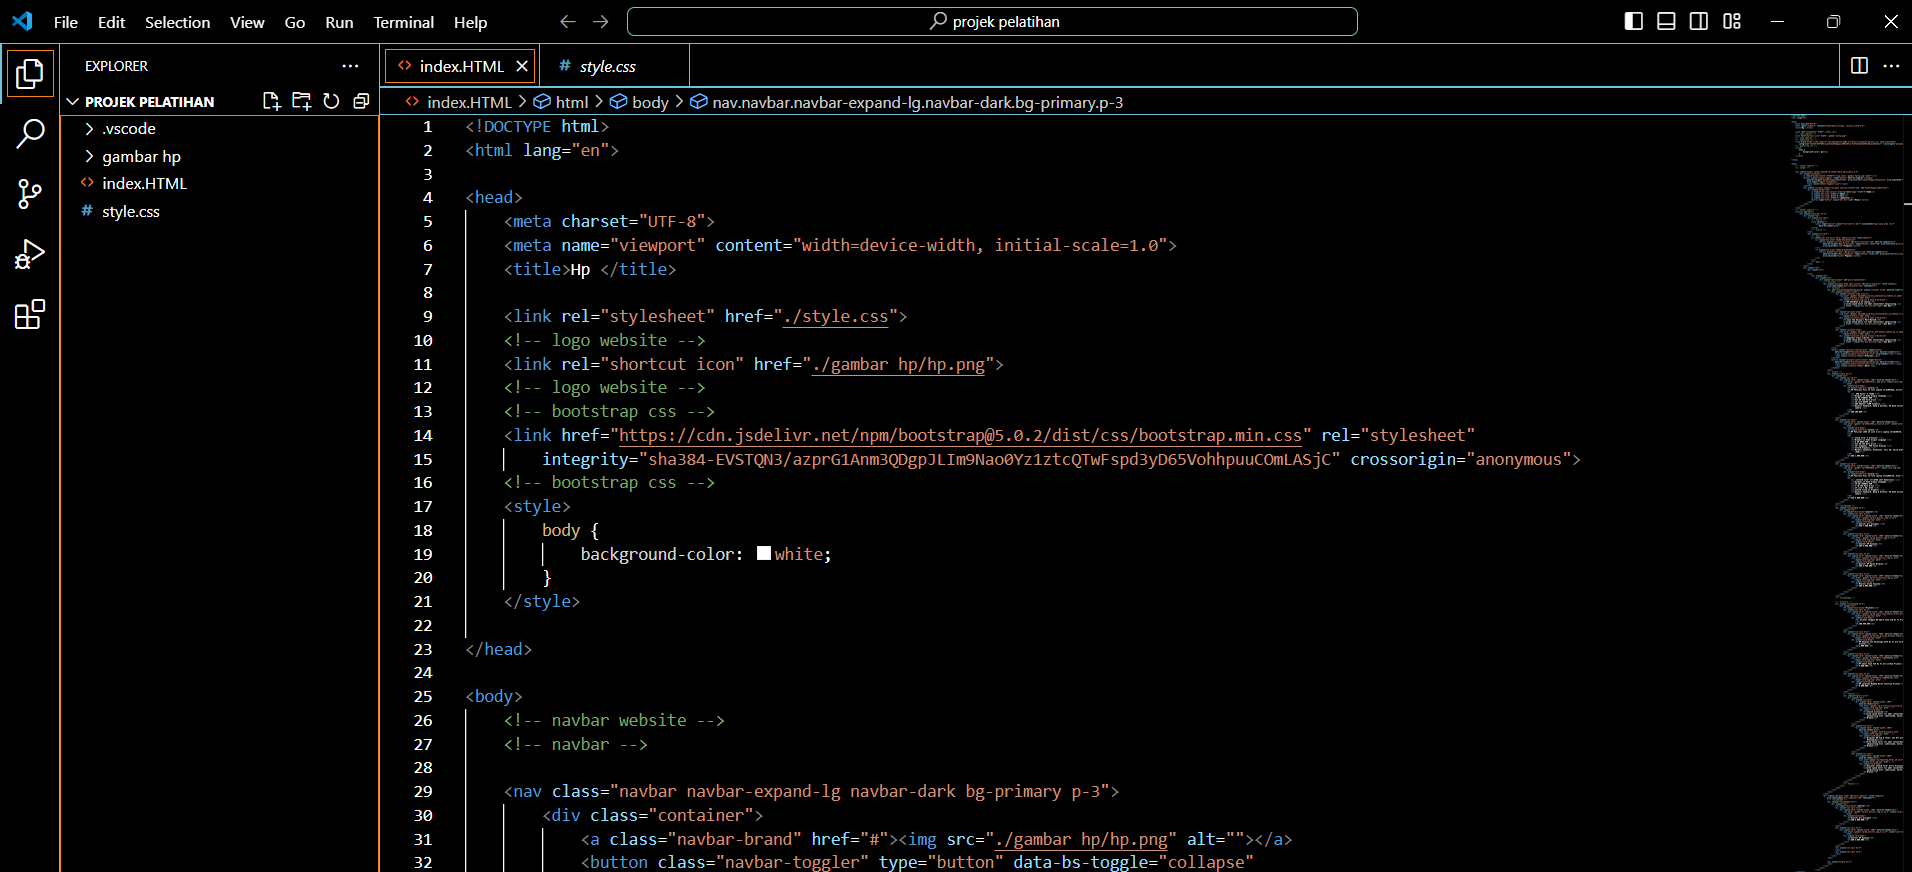 File Edit Selection View Go Run Terminal Help
projek pelatihan
EXPLORER
PROJEK PELATIHAN
.vscode
gambar hp
index.HTML
style.css
index.HTML
style.css
index.HTML > html > body > nav.navbar.navbar-expand-lg.navbar-dark.bg-primary.p-3
1 <!DOCTYPE html>
2 <html lang="en">
3
4 <head>
5 <meta charset="UTF-8">
6 <meta name="viewport" content="width=device-width, initial-scale=1.0">
7 <title>Hp </title>
8
9 <link rel="stylesheet" href="./style.css">
10 <!-- logo website -->
11 <link rel="shortcut icon" href="./gambar hp/hp.png">
12 <!-- logo website -->
13 <!-- bootstrap css -->
14 <link href="https://cdn.jsdelivr.net/npm/bootstrap@5.0.2/dist/css/bootstrap.min.css" rel="stylesheet"
15 integrity="sha384-EVSTQN3/azprG1Anm3QDgpJLIm9Nao0Yz1ztcQTwFspd3yD65VohhpuuCOmLASjC" crossorigin="anonymous">
16 <!-- bootstrap css -->
17 <style>
18 body {
19 background-color: white;
20 }
21 </style>
22
23 </head>
24
25 <body>
26 <!-- navbar website -->
27 <!-- navbar -->
28
29 <nav class="navbar navbar-expand-lg navbar-dark bg-primary p-3">
30 <div class="container">
31 <a class="navbar-brand" href="#"><img src="./gambar hp/hp.png" alt=""></a>
32 <button class="navbar-toggler" type="button" data-bs-toggle="collapse"